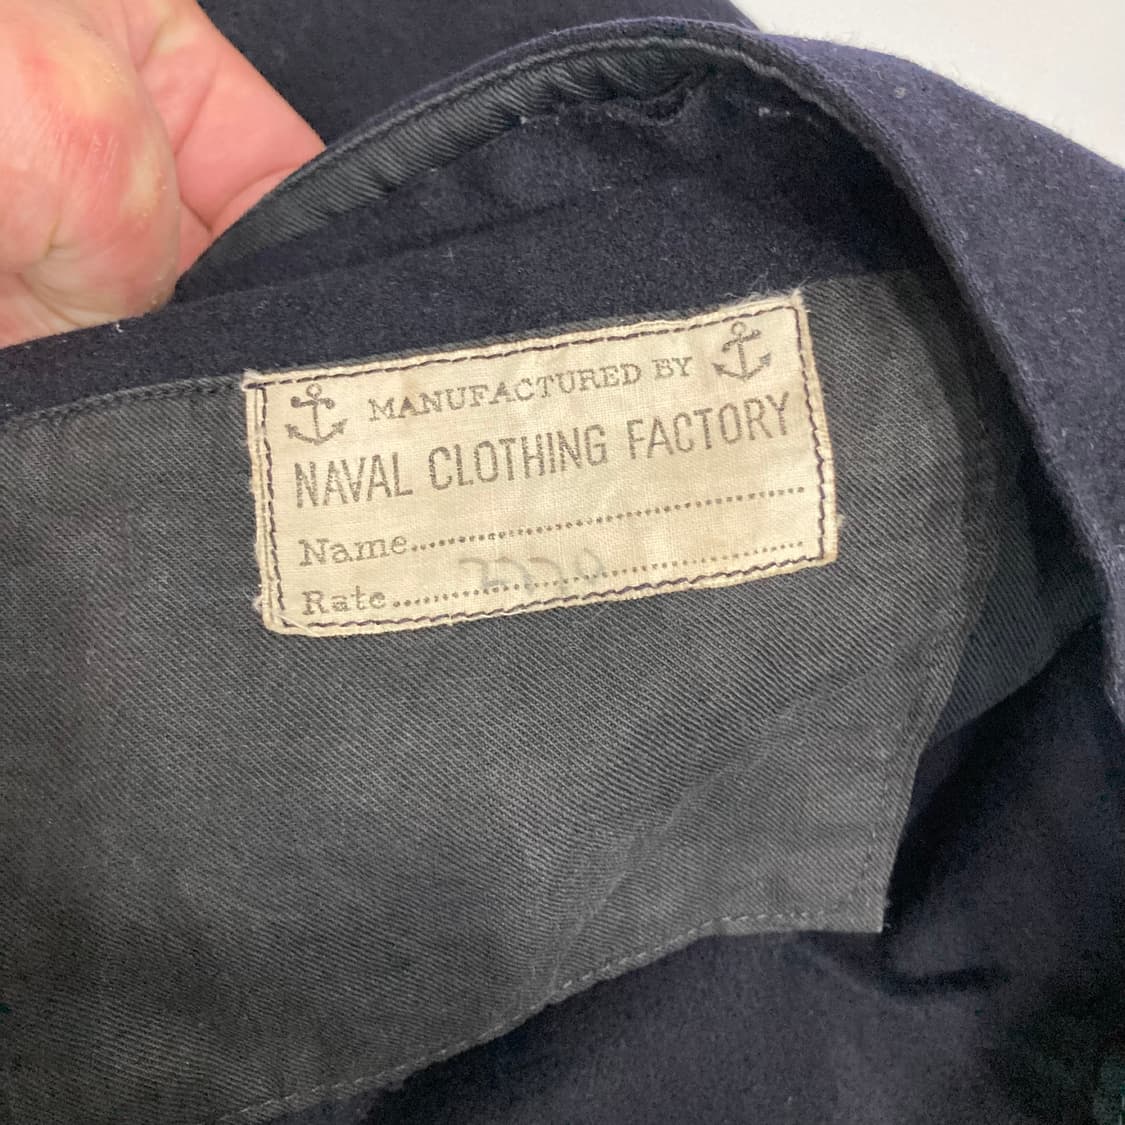 MANUFACTURED BY
NAVAL CLOTHING FACTORY
Name..............................
Rate..............................